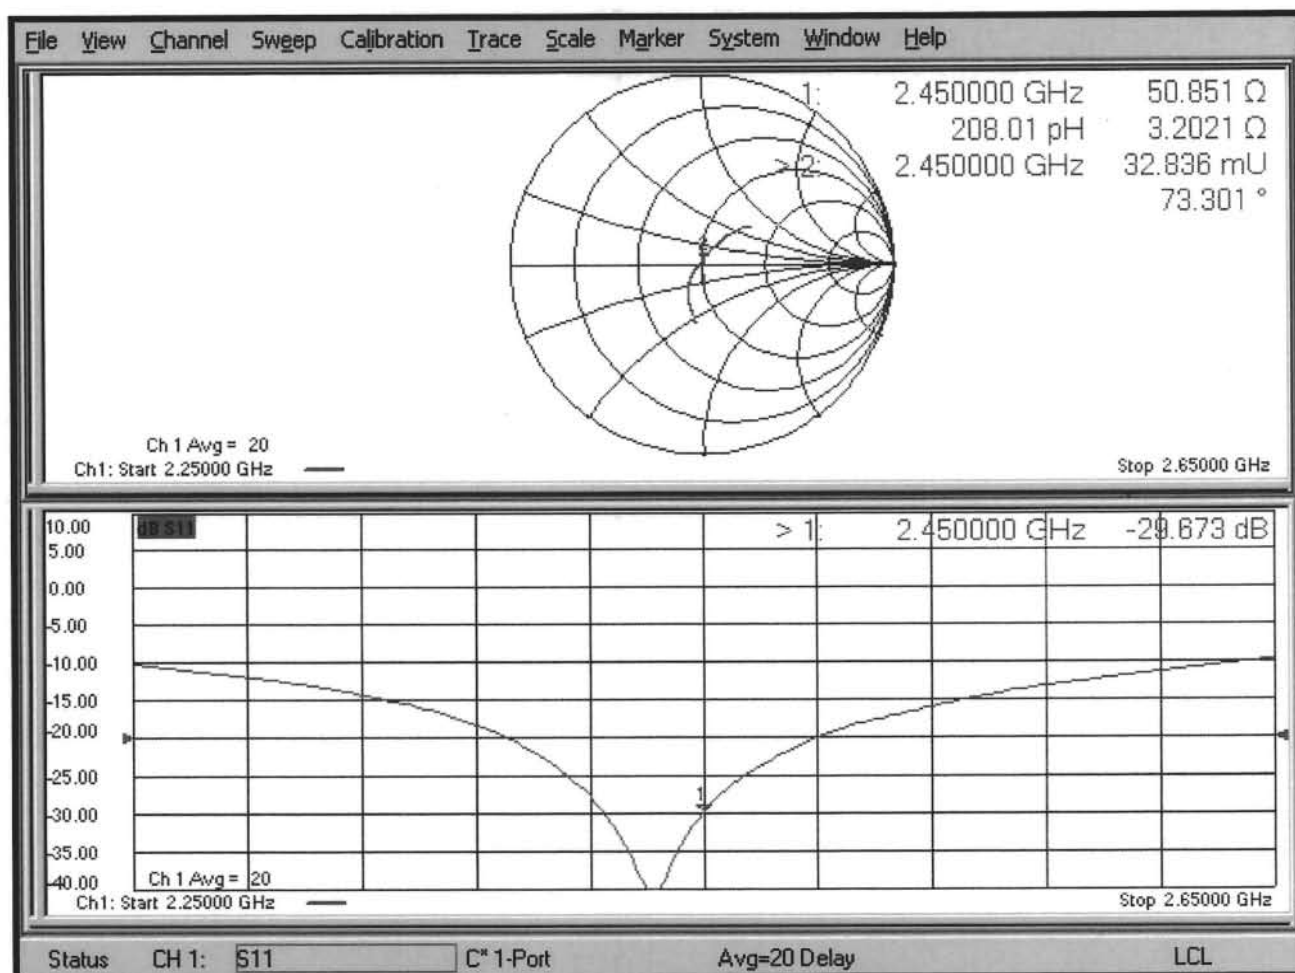 File View Channel Sweep Calibration Trace Scale Marker System Window Help
1: 2.450000 GHz 50.851 Ω
208.01 pH 3.2021 Ω
> 2: 2.450000 GHz 32.836 mU
73.301 °
Ch 1 Avg = 20
Ch1: Start 2.25000 GHz
Stop 2.65000 GHz
10.00
dB S11
> 1: 2.450000 GHz -29.673 dB
5.00
0.00
-5.00
-10.00
-15.00
-20.00
-25.00
1
-30.00
-35.00
-40.00
Ch 1 Avg = 20
Ch1: Start 2.25000 GHz
Stop 2.65000 GHz
Status CH 1: S11 C* 1-Port Avg=20 Delay LCL